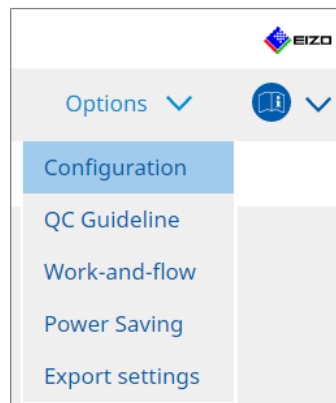 EIZO
Options
Configuration
QC Guideline
Work-and-flow
Power Saving
Export settings